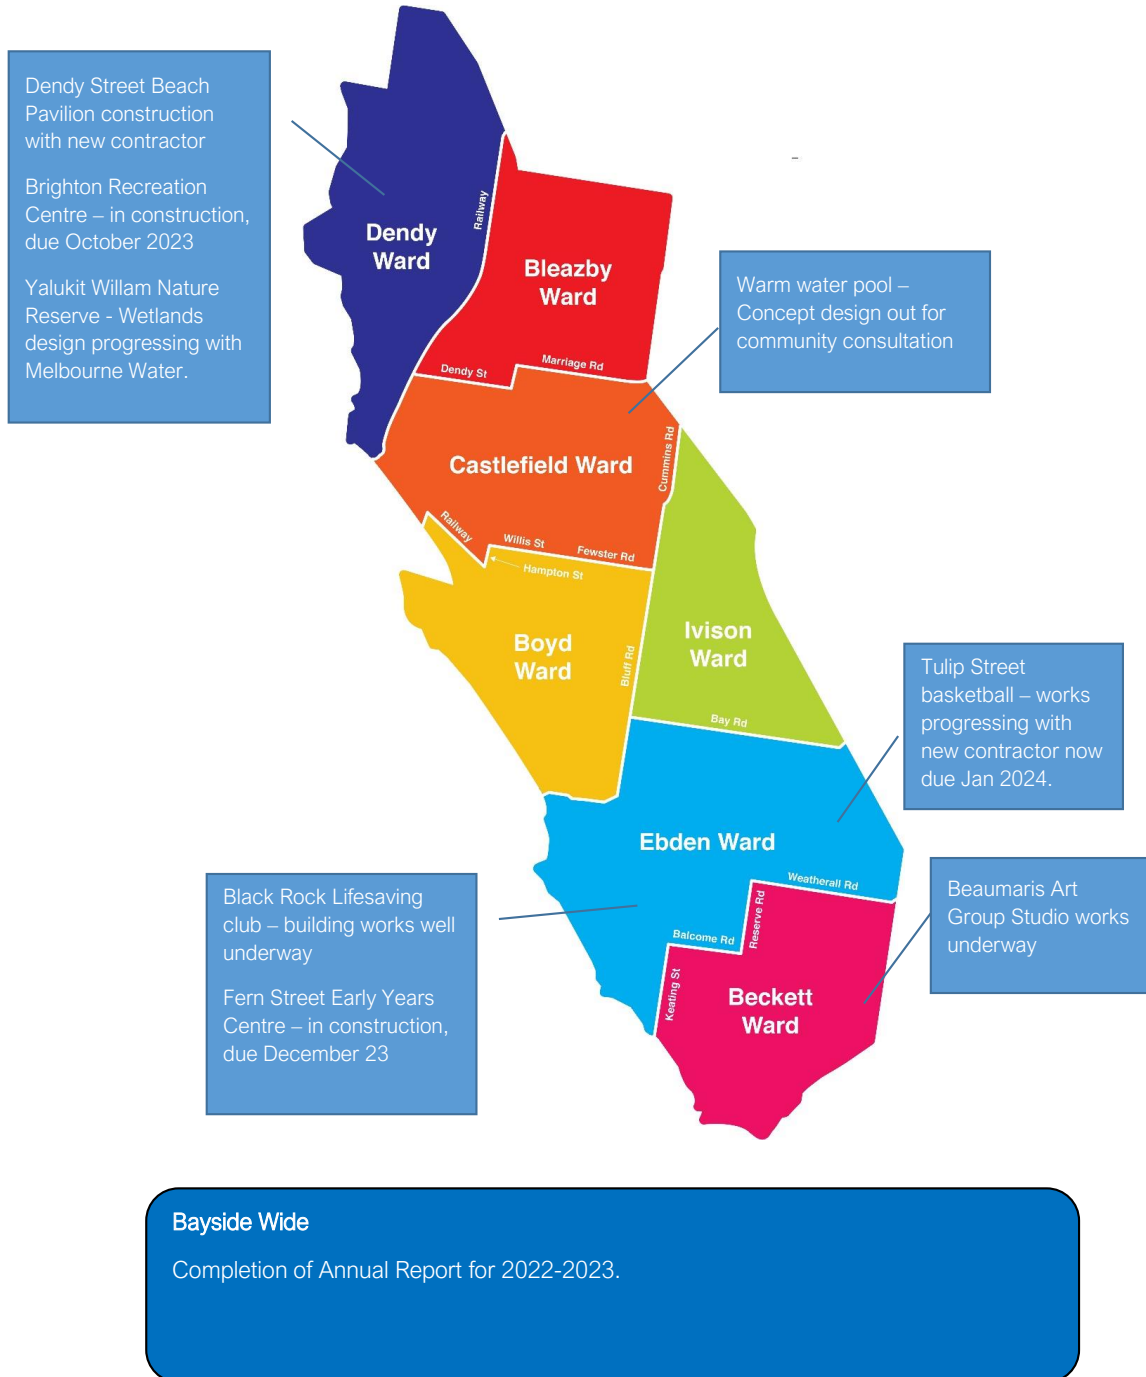 Dendy Street Beach
Pavilion construction
with new contractor
Brighton Recreation
Centre – in construction,
due October 2023
Yalukit Willam Nature
Reserve - Wetlands
design progressing with
Melbourne Water.
Dendy
Ward
Railway
Bleazby
Ward
Dendy St
Marriage Rd
Warm water pool –
Concept design out for
community consultation
Castlefield Ward
Cummins Rd
Railway
Willis St
Fewster Rd
Hampton St
Boyd
Ward
Bluff Rd
Ivison
Ward
Bay Rd
Tulip Street
basketball – works
progressing with
new contractor now
due Jan 2024.
Ebden Ward
Weatherall Rd
Reserve Rd
Balcome Rd
Keating St
Black Rock Lifesaving
club – building works well
underway
Fern Street Early Years
Centre – in construction,
due December 23
Beaumaris Art
Group Studio works
underway
Beckett
Ward
Bayside Wide
Completion of Annual Report for 2022-2023.